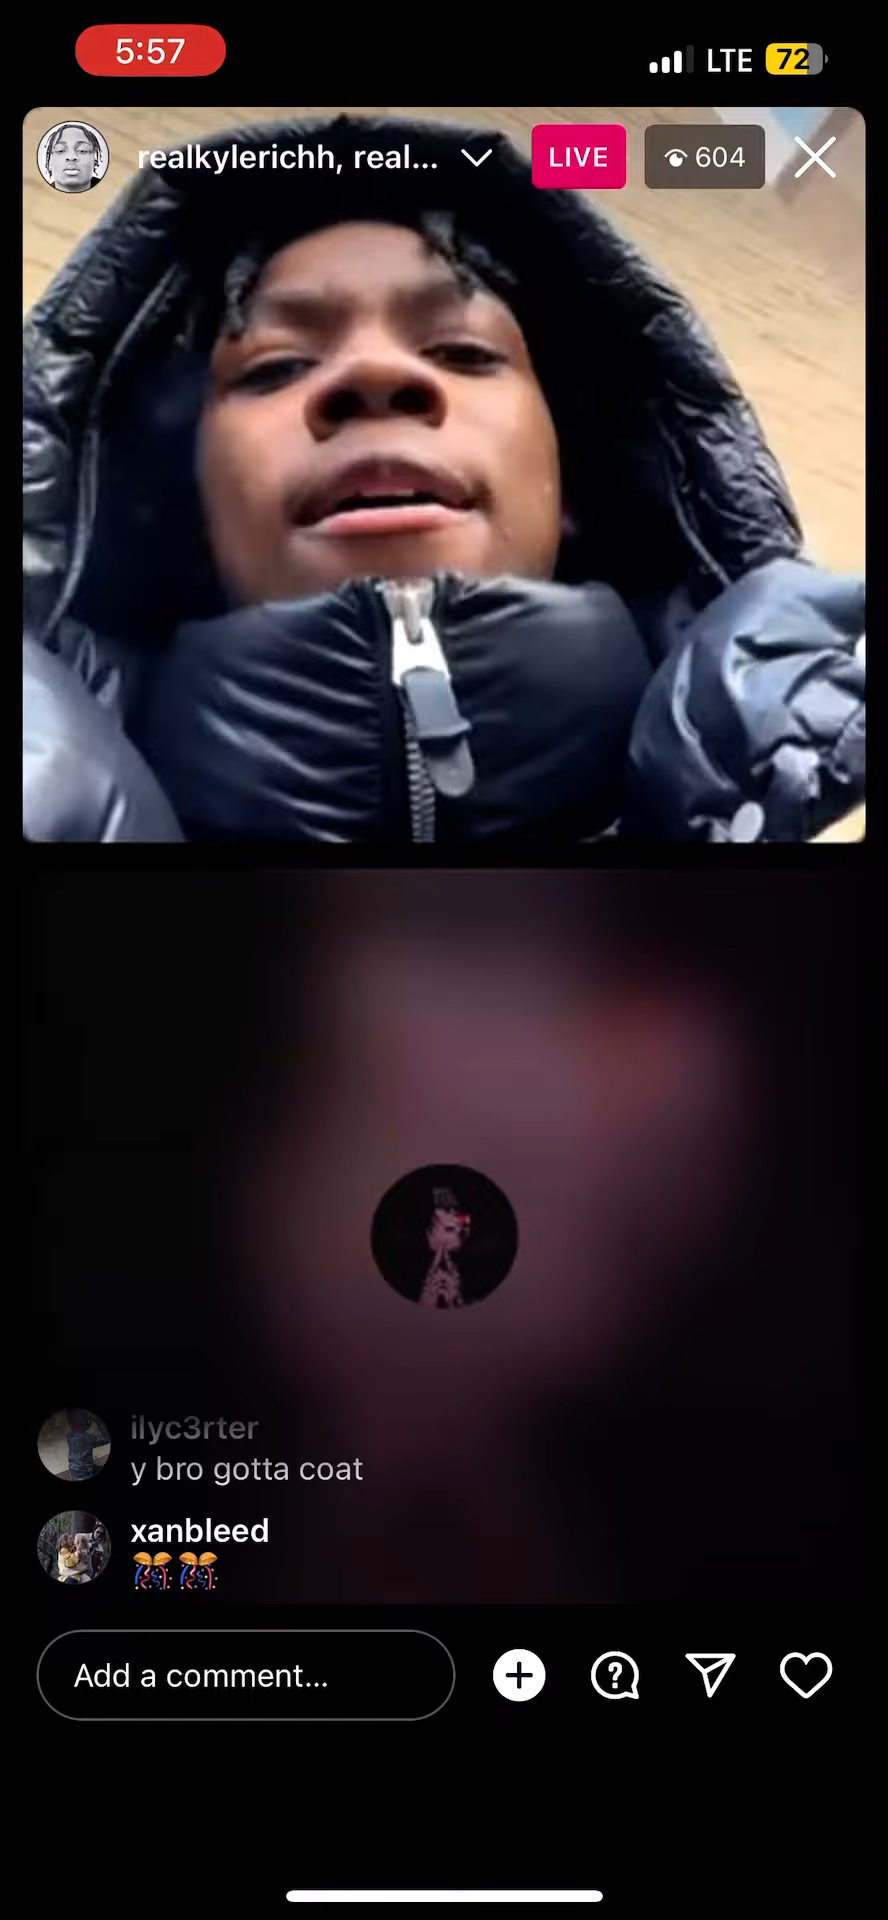 5:57
LTE 72
realkylerichh, real...
LIVE
604
ilyc3rter
y bro gotta coat
xanbleed
Add a comment...